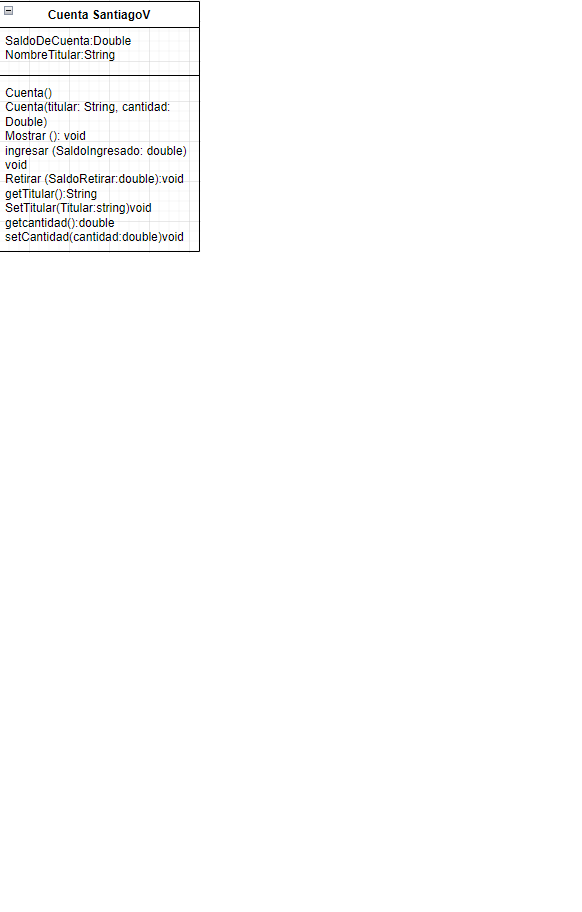 Cuenta SantiagoV
SaldoDeCuenta:Double
NombreTitular:String
Cuenta()
Cuenta(titular: String, cantidad:
Double)
Mostrar (): void
ingresar (SaldoIngresado: double)
void
Retirar (SaldoRetirar:double):void
getTitular():String
SetTitular(Titular:string)void
getcantidad():double
setCantidad(cantidad:double)void